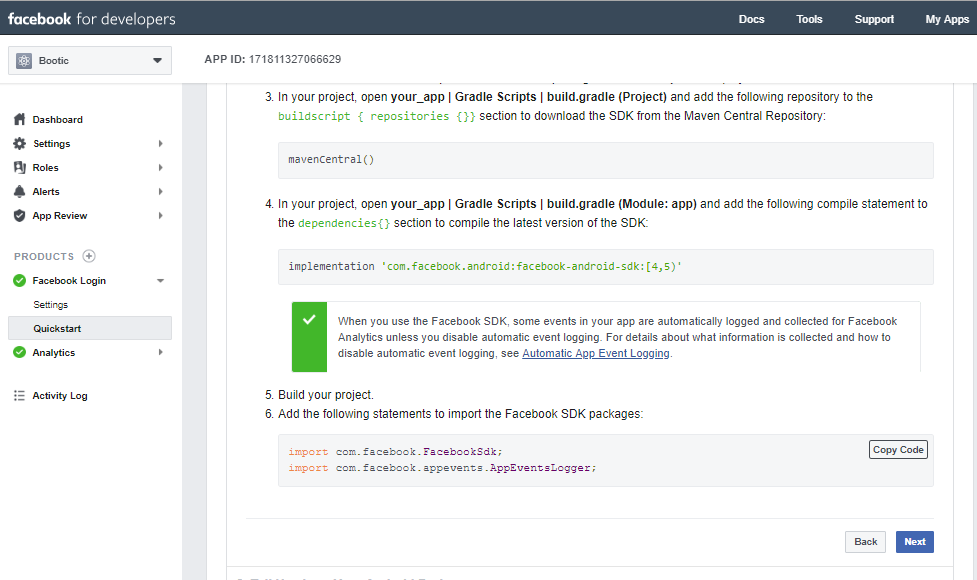 facebook for developers
Docs
Tools
Support
My Apps
Bootic
APP ID: 171811327066629
Dashboard
Settings
Roles
Alerts
App Review
PRODUCTS
Facebook Login
Settings
Quickstart
Analytics
Activity Log
3. In your project, open your_app | Gradle Scripts | build.gradle (Project) and add the following repository to the
buildscript { repositories {}} section to download the SDK from the Maven Central Repository:
mavenCentral()
4. In your project, open your_app | Gradle Scripts | build.gradle (Module: app) and add the following compile statement to
the dependencies{} section to compile the latest version of the SDK:
implementation 'com.facebook.android:facebook-android-sdk:[4,5)'
When you use the Facebook SDK, some events in your app are automatically logged and collected for Facebook
Analytics unless you disable automatic event logging. For details about what information is collected and how to
disable automatic event logging, see Automatic App Event Logging.
5. Build your project.
6. Add the following statements to import the Facebook SDK packages:
Copy Code
import com.facebook.FacebookSdk;
import com.facebook.appevents.AppEventsLogger;
Back
Next